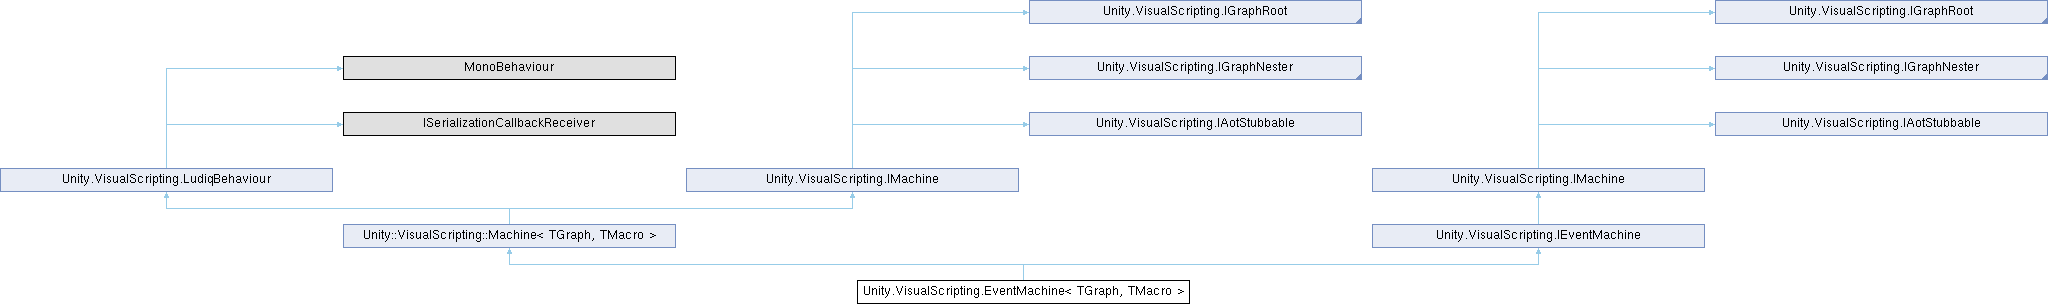 Unity.VisualScripting.IGraphRoot
Unity.VisualScripting.IGraphRoot
MonoBehaviour
Unity.VisualScripting.IGraphNester
Unity.VisualScripting.IGraphNester
ISerializationCallbackReceiver
Unity.VisualScripting.IAotStubbable
Unity.VisualScripting.IAotStubbable
Unity.VisualScripting.LudiqBehaviour
Unity.VisualScripting.IMachine
Unity.VisualScripting.IMachine
Unity::VisualScripting::Machine< TGraph, TMacro >
Unity.VisualScripting.IEventMachine
Unity.VisualScripting.EventMachine< TGraph, TMacro >